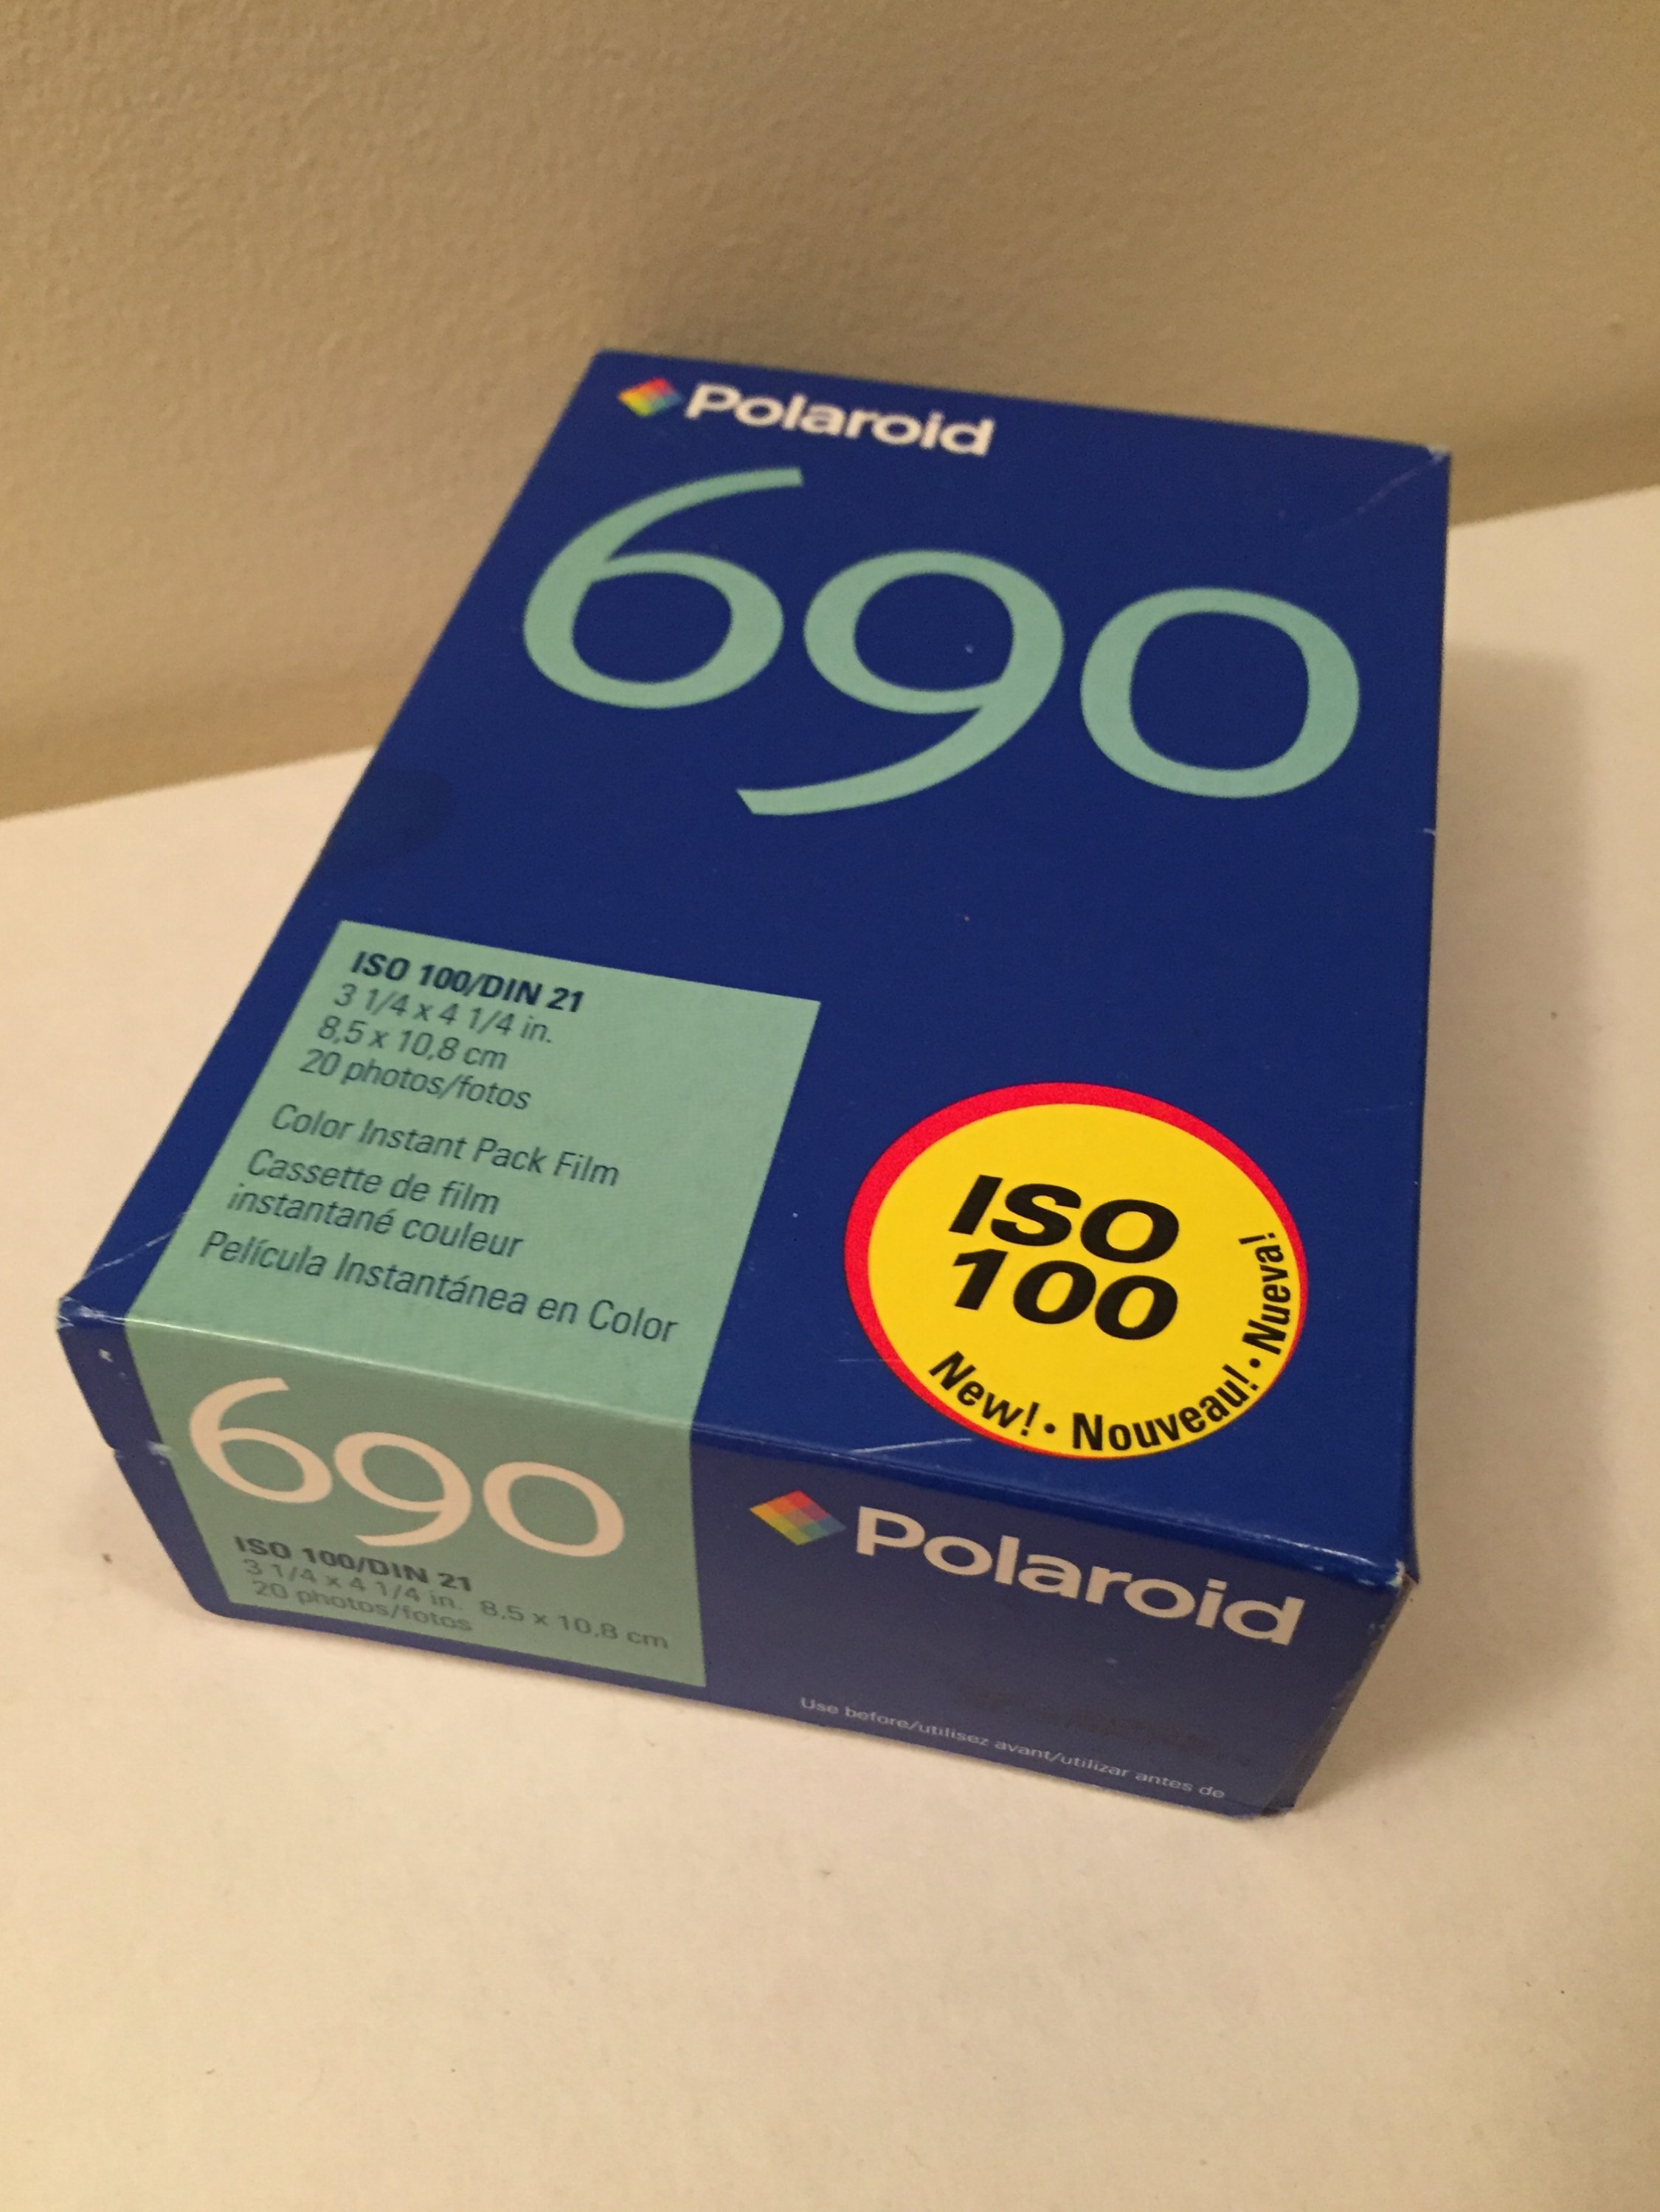 Polaroid
690
ISO 100/DIN 21
3 1/4 x 4 1/4 in.
8,5 x 10,8 cm
20 photos/fotos
Color Instant Pack Film
Cassette de film
instantané couleur
Película Instantánea en Color
ISO
100
New! • Nouveau! • Nueva!
690
ISO 100/DIN 21
3 1/4 x 4 1/4 in. 8,5 x 10,8 cm
20 photos/fotos
Polaroid
Use before/utilisez avant/utilizar antes de